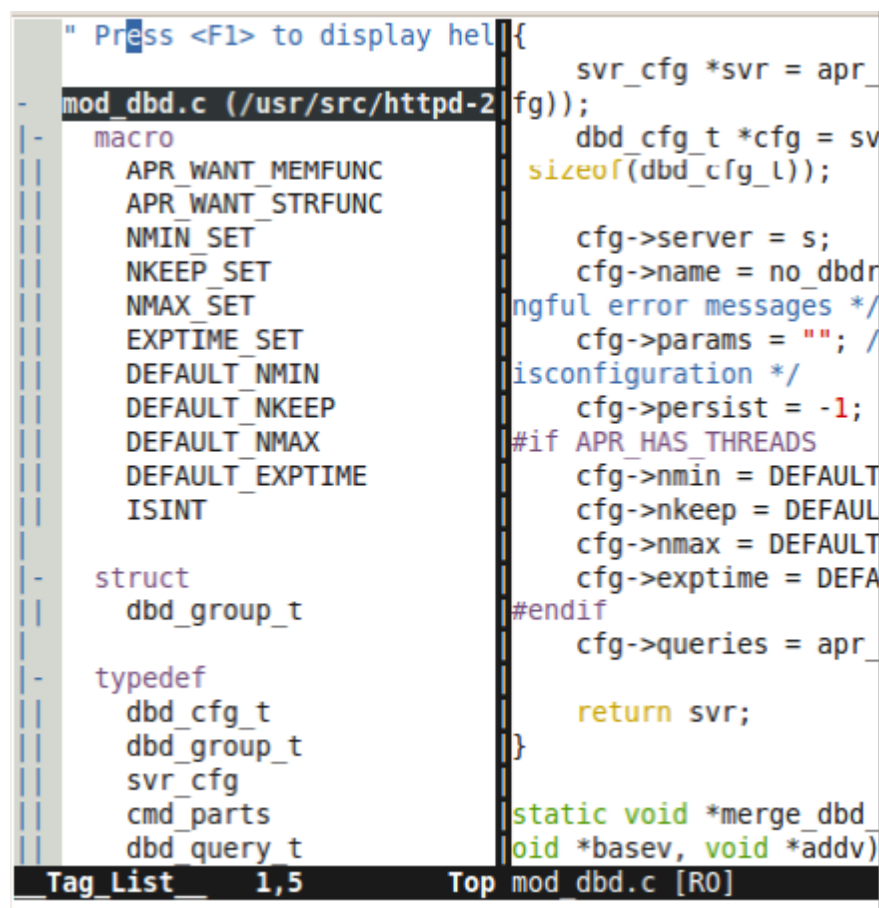 " Press <F1> to display hel
- mod_dbd.c (/usr/src/httpd-2
|- macro
|| APR_WANT_MEMFUNC
|| APR_WANT_STRFUNC
|| NMIN_SET
|| NKEEP_SET
|| NMAX_SET
|| EXPTIME_SET
|| DEFAULT_NMIN
|| DEFAULT_NKEEP
|| DEFAULT_NMAX
|| DEFAULT_EXPTIME
|| ISINT
|
|- struct
|| dbd_group_t
|
|- typedef
|| dbd_cfg_t
|| dbd_group_t
|| svr_cfg
|| cmd_parts
|| dbd_query_t
__Tag_List__ 1,5 Top
{
svr_cfg *svr = apr_
fg));
dbd_cfg_t *cfg = sv
sizeof(dbd_cfg_t));
cfg->server = s;
cfg->name = no_dbdr
ngful error messages */
cfg->params = ""; /
isconfiguration */
cfg->persist = -1;
#if APR_HAS_THREADS
cfg->nmin = DEFAULT
cfg->nkeep = DEFAUL
cfg->nmax = DEFAULT
cfg->exptime = DEFA
#endif
cfg->queries = apr_
return svr;
}
static void *merge_dbd_
oid *basev, void *addv)
mod_dbd.c [RO]